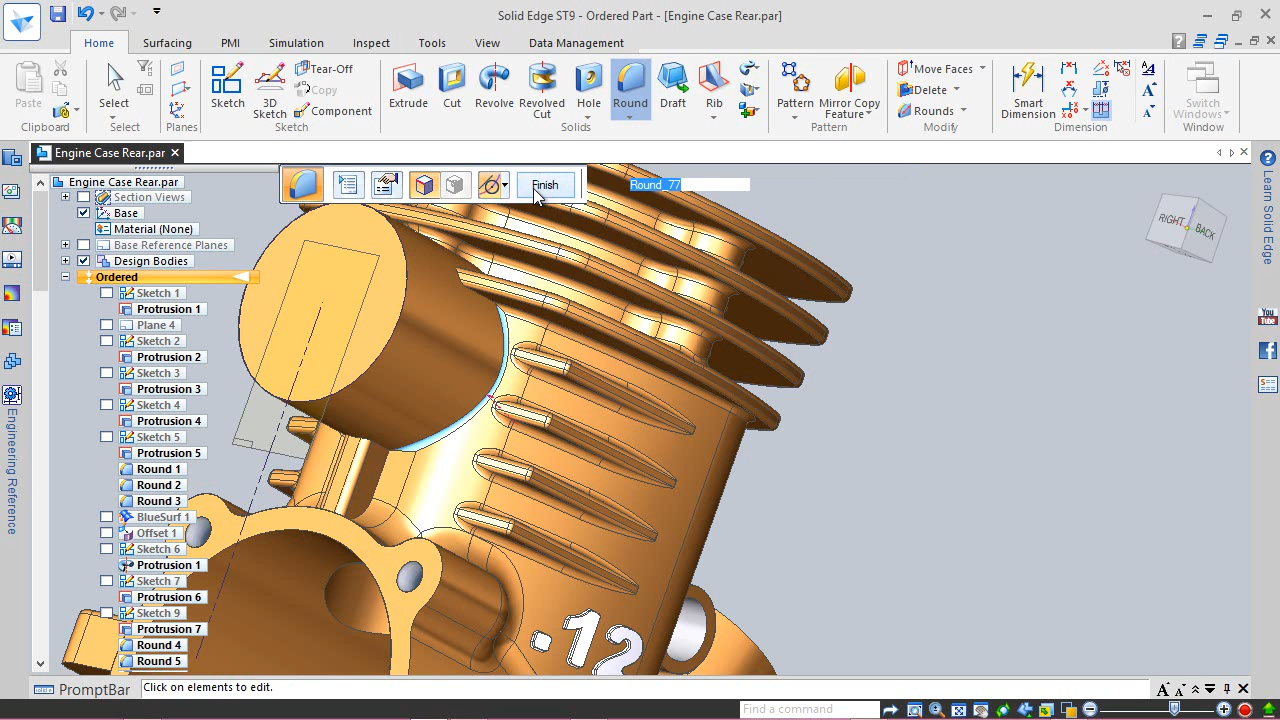 Solid Edge ST9 - Ordered Part - [Engine Case Rear.par]
Home Surfacing PMI Simulation Inspect Tools View Data Management
Paste
Clipboard
Select
Select
Planes
Sketch
3D Sketch
Tear-Off
Copy
Component
Sketch
Extrude
Cut
Revolve
Revolved Cut
Hole
Round
Draft
Rib
Solids
Pattern
Mirror Copy Feature
Pattern
Move Faces
Delete
Rounds
Modify
Smart Dimension
Dimension
Switch Windows
Window
Engine Case Rear.par
Engine Case Rear.par
Section Views
Base
Material (None)
Base Reference Planes
Design Bodies
Ordered
Sketch 1
Protrusion 1
Plane 4
Sketch 2
Protrusion 2
Sketch 3
Protrusion 3
Sketch 4
Protrusion 4
Sketch 5
Protrusion 5
Round 1
Round 2
Round 3
BlueSurf 1
Offset 1
Sketch 6
Protrusion 1
Sketch 7
Protrusion 6
Sketch 9
Protrusion 7
Round 4
Round 5
Finish
Round_77
RIGHT
BACK
·12
Engineering Reference
Learn Solid Edge
You Tube
PromptBar
Click on elements to edit.
Find a command